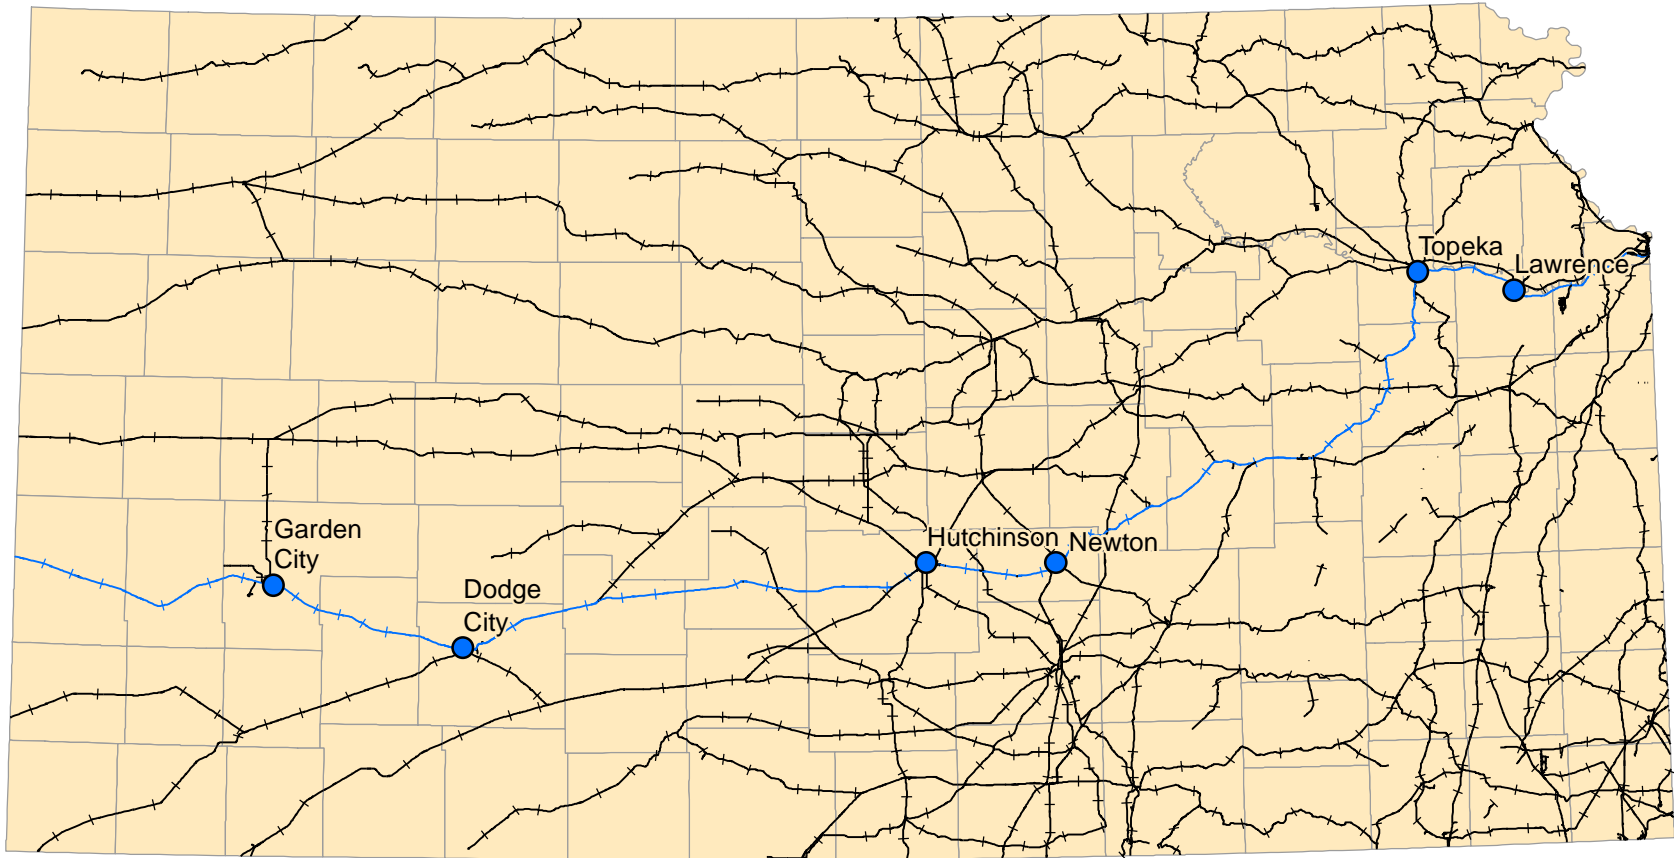 Topeka
Lawrence
Hutchinson
Newton
Garden
City
Dodge
City